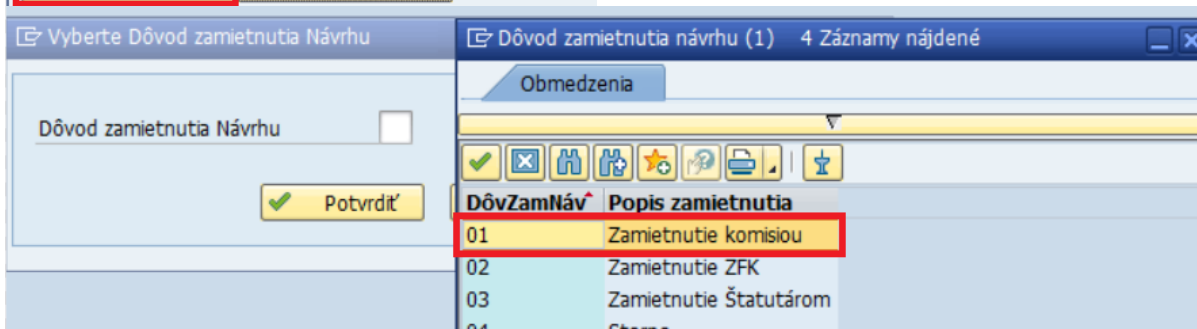 Vyberte Dôvod zamietnutia Návrhu
Dôvod zamietnutia návrhu (1) 4 Záznamy nájdené
Obmedzenia
Dôvod zamietnutia Návrhu
Potvrdiť
DôvZamNáv Popis zamietnutia
01 Zamietnutie komisiou
02 Zamietnutie ZFK
03 Zamietnutie Štatutárom